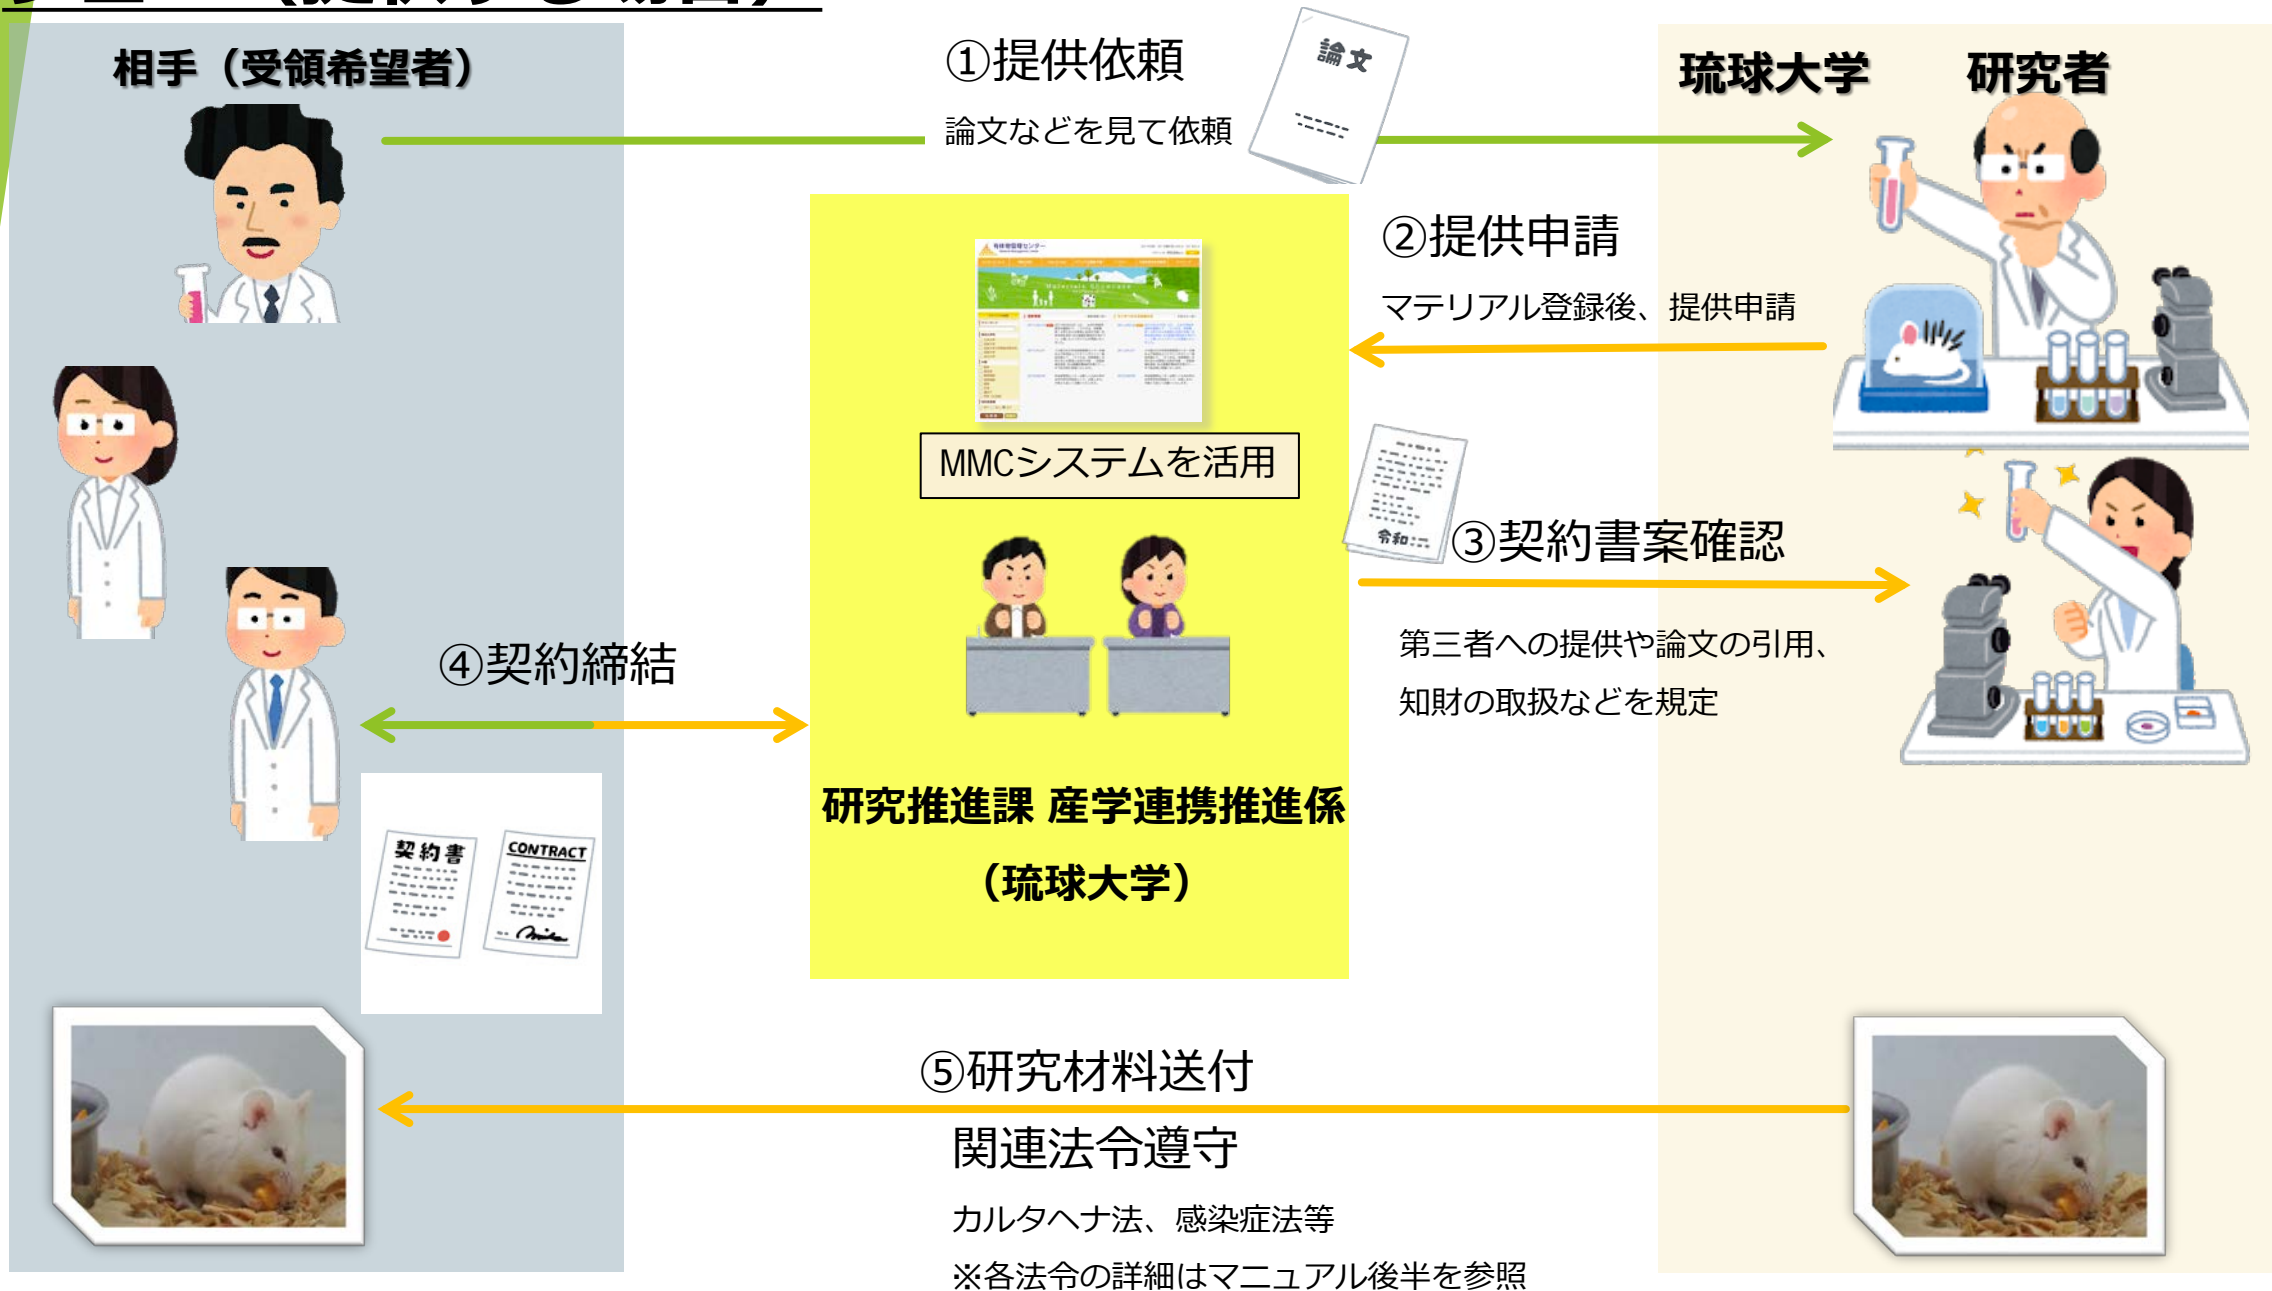 （提供する場合）
相手（受領希望者）
①提供依頼
論文などを見て依頼
論文
琉球大学 研究者
②提供申請
マテリアル登録後、提供申請
MMCシステムを活用
令和
③契約書案確認
第三者への提供や論文の引用、
知財の取扱などを規定
④契約締結
契約書
CONTRACT
研究推進課 産学連携推進係
（琉球大学）
⑤研究材料送付
関連法令遵守
カルタヘナ法、感染症法等
※各法令の詳細はマニュアル後半を参照